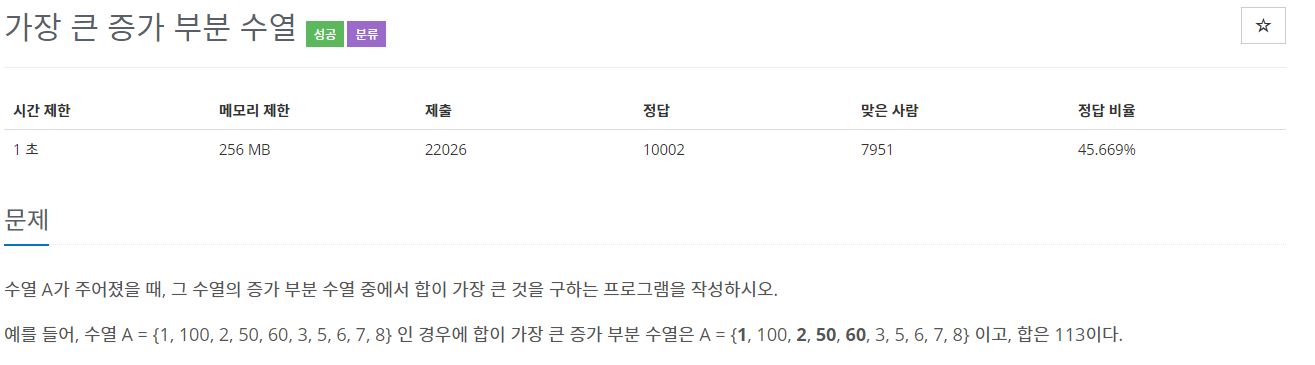 가장 큰 증가 부분 수열 성공 분류
☆
시간 제한 메모리 제한 제출 정답 맞은 사람 정답 비율
1 초 256 MB 22026 10002 7951 45.669%
문제
수열 A가 주어졌을 때, 그 수열의 증가 부분 수열 중에서 합이 가장 큰 것을 구하는 프로그램을 작성하시오.
예를 들어, 수열 A = {1, 100, 2, 50, 60, 3, 5, 6, 7, 8} 인 경우에 합이 가장 큰 증가 부분 수열은 A = {1, 100, 2, 50, 60, 3, 5, 6, 7, 8} 이고, 합은 113이다.